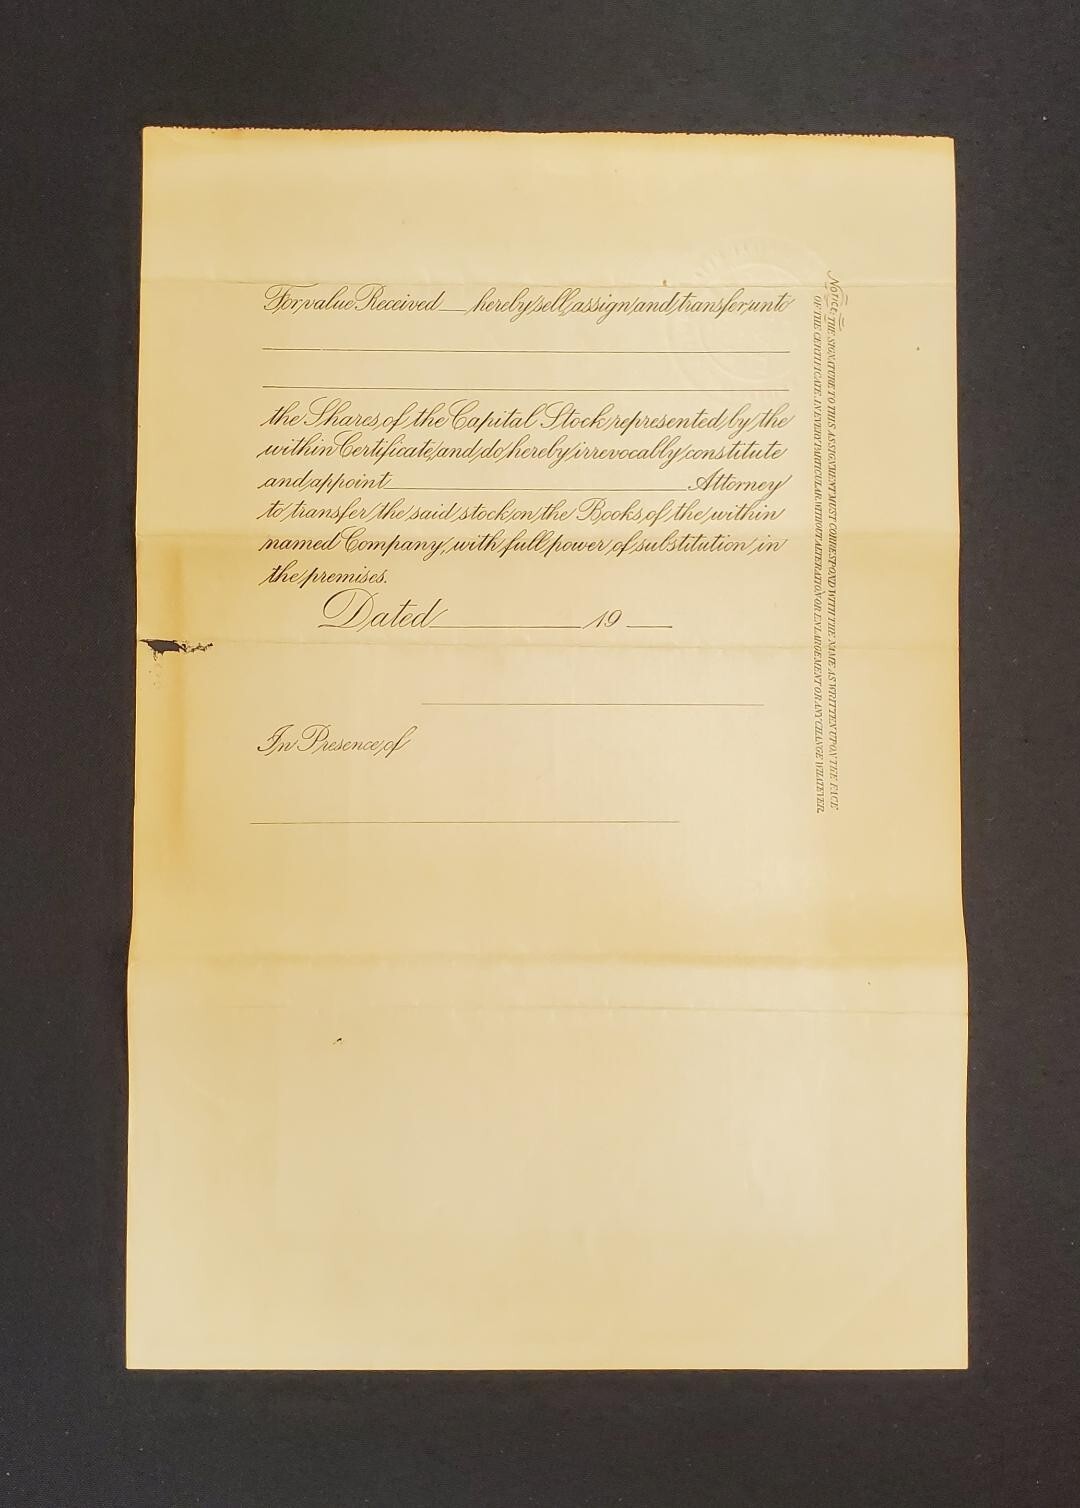 For value Received ___ hereby sell, assign and transfer unto
the Shares of the Capital Stock represented by the
within Certificate, and do hereby irrevocably constitute
and appoint ___ Attorney
to transfer the said stock on the Books of the within
named Company, with full power of substitution in
the premises.
Dated ___ 19 ___
In Presence of
Notice: THE SIGNATURE TO THIS ASSIGNMENT MUST CORRESPOND WITH THE NAME AS WRITTEN UPON THE FACE
OF THE CERTIFICATE, IN EVERY PARTICULAR, WITHOUT ALTERATION OR ENLARGEMENT OR ANY CHANGE WHATEVER.